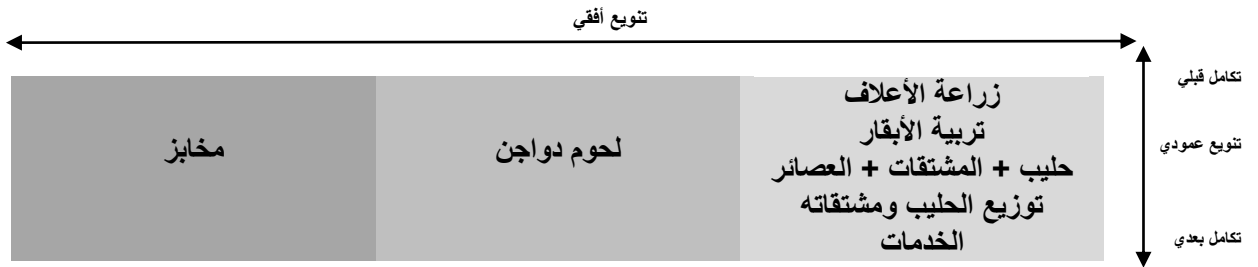 تنويع أفقي
تكامل قبلي
تنويع عمودي
تكامل بعدي
زراعة الأعلاف
تربية الأبقار
حليب + المشتقات + العصائر
توزيع الحليب ومشتقاته
الخدمات
لحوم دواجن
مخابز